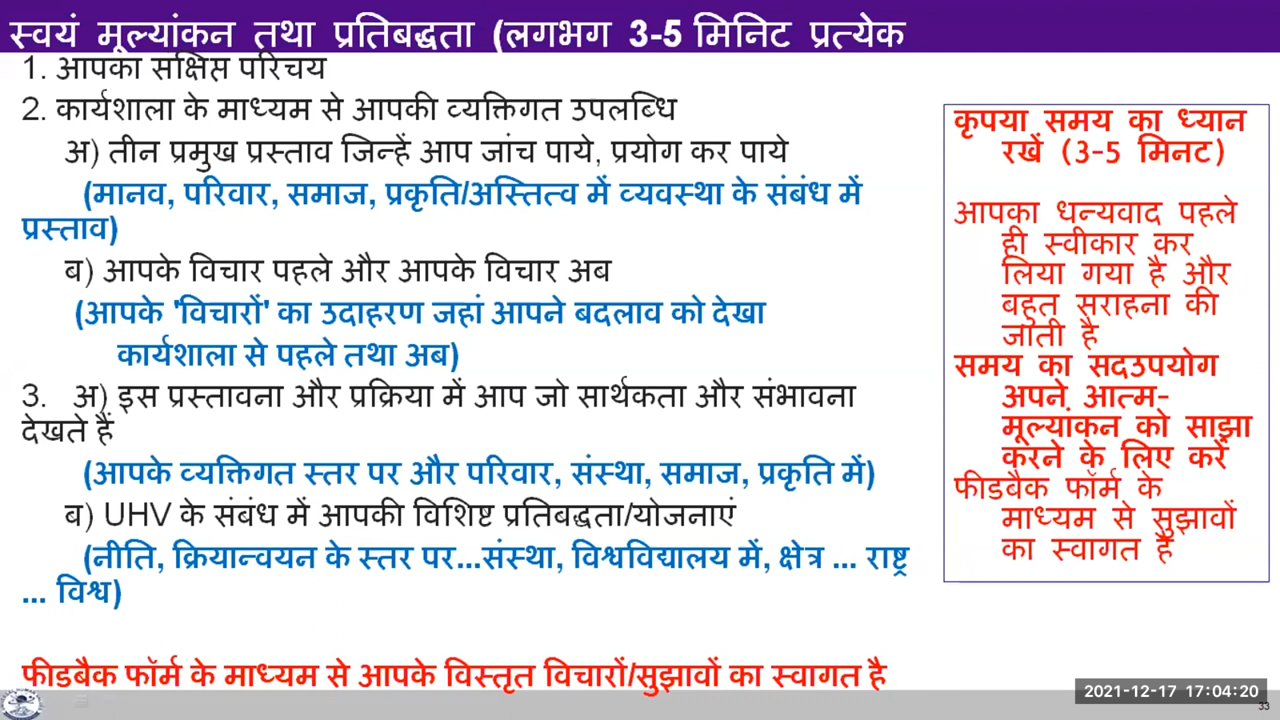 स्वयं मूल्यांकन तथा प्रतिबद्धता (लगभग 3-5 मिनिट प्रत्येक
1. आपका सक्षिप्त परिचय
2. कार्यशाला के माध्यम से आपकी व्यक्तिगत उपलब्धि
अ) तीन प्रमुख प्रस्ताव जिन्हें आप जांच पाये, प्रयोग कर पाये
(मानव, परिवार, समाज, प्रकृति/अस्तित्व में व्यवस्था के संबंध में
प्रस्ताव)
ब) आपके विचार पहले और आपके विचार अब
(आपके 'विचारों' का उदाहरण जहां आपने बदलाव को देखा
कार्यशाला से पहले तथा अब)
3. अ) इस प्रस्तावना और प्रक्रिया में आप जो सार्थकता और संभावना
देखते हैं
(आपके व्यक्तिगत स्तर पर और परिवार, संस्था, समाज, प्रकृति में)
ब) UHV के संबंध में आपकी विशिष्ट प्रतिबद्धता/योजनाएं
(नीति, क्रियान्वयन के स्तर पर...संस्था, विश्वविद्यालय में, क्षेत्र ... राष्ट्र
... विश्व)
फीडबैक फॉर्म के माध्यम से आपके विस्तृत विचारों/सुझावों का स्वागत है
कृपया समय का ध्यान
रखें (3-5 मिनट)
आपका धन्यवाद पहले
ही स्वीकार कर
लिया गया है और
बहुत सराहना की
जाती है
समय का सदउपयोग
अपने आत्म-
मूल्यांकन को साझा
करने के लिए करें
फीडबैक फॉर्म के
माध्यम से सुझावों
का स्वागत है
2021-12-17 17:04:20
33